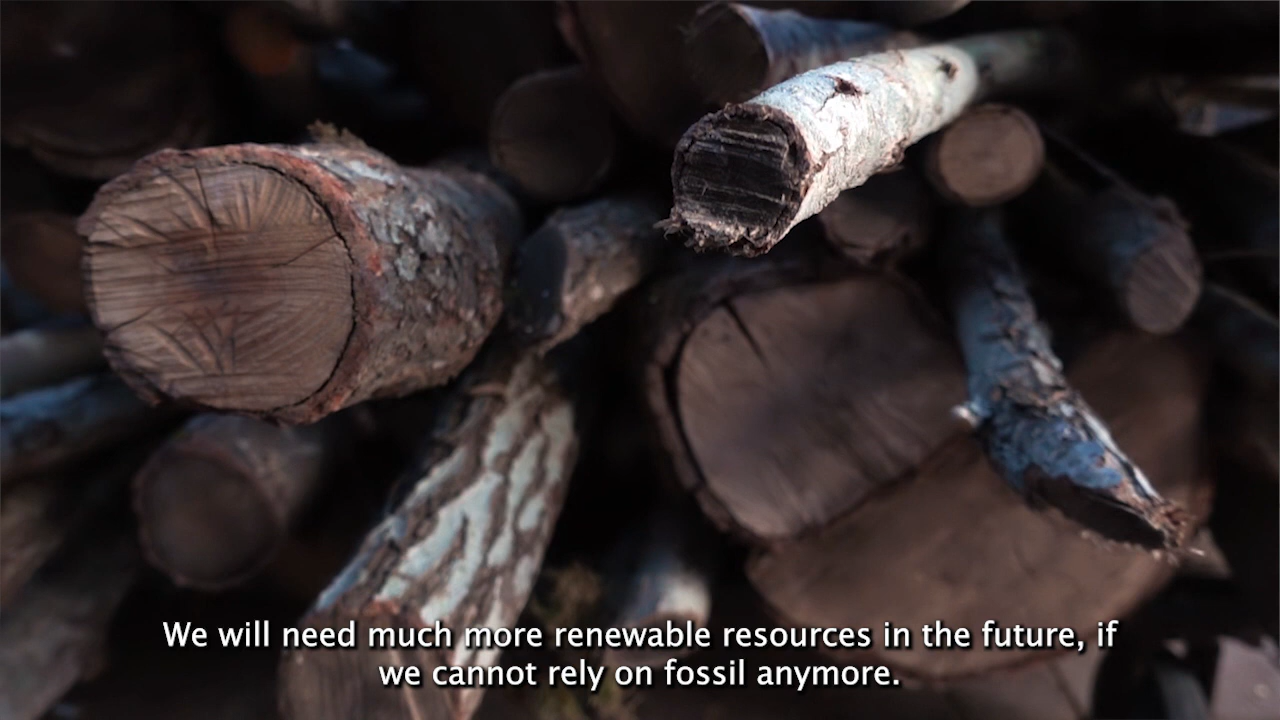 We will need much more renewable resources in the future, if
we cannot rely on fossil anymore.